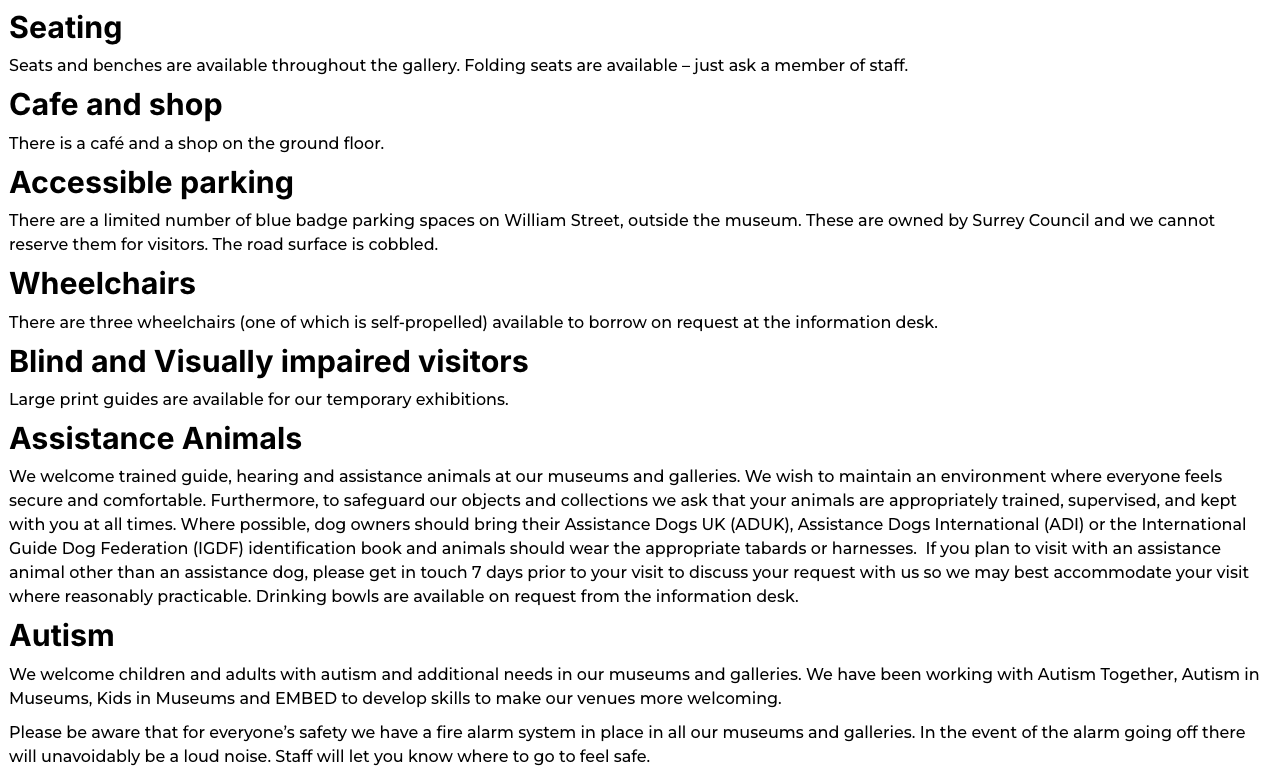 Seating
Seats and benches are available throughout the gallery. Folding seats are available – just ask a member of staff.
Cafe and shop
There is a café and a shop on the ground floor.
Accessible parking
There are a limited number of blue badge parking spaces on William Street, outside the museum. These are owned by Surrey Council and we cannot
reserve them for visitors. The road surface is cobbled.
Wheelchairs
There are three wheelchairs (one of which is self-propelled) available to borrow on request at the information desk.
Blind and Visually impaired visitors
Large print guides are available for our temporary exhibitions.
Assistance Animals
We welcome trained guide, hearing and assistance animals at our museums and galleries. We wish to maintain an environment where everyone feels
secure and comfortable. Furthermore, to safeguard our objects and collections we ask that your animals are appropriately trained, supervised, and kept
with you at all times. Where possible, dog owners should bring their Assistance Dogs UK (ADUK), Assistance Dogs International (ADI) or the International
Guide Dog Federation (IGDF) identification book and animals should wear the appropriate tabards or harnesses.  If you plan to visit with an assistance
animal other than an assistance dog, please get in touch 7 days prior to your visit to discuss your request with us so we may best accommodate your visit
where reasonably practicable. Drinking bowls are available on request from the information desk.
Autism
We welcome children and adults with autism and additional needs in our museums and galleries. We have been working with Autism Together, Autism in
Museums, Kids in Museums and EMBED to develop skills to make our venues more welcoming.
Please be aware that for everyone’s safety we have a fire alarm system in place in all our museums and galleries. In the event of the alarm going off there
will unavoidably be a loud noise. Staff will let you know where to go to feel safe.